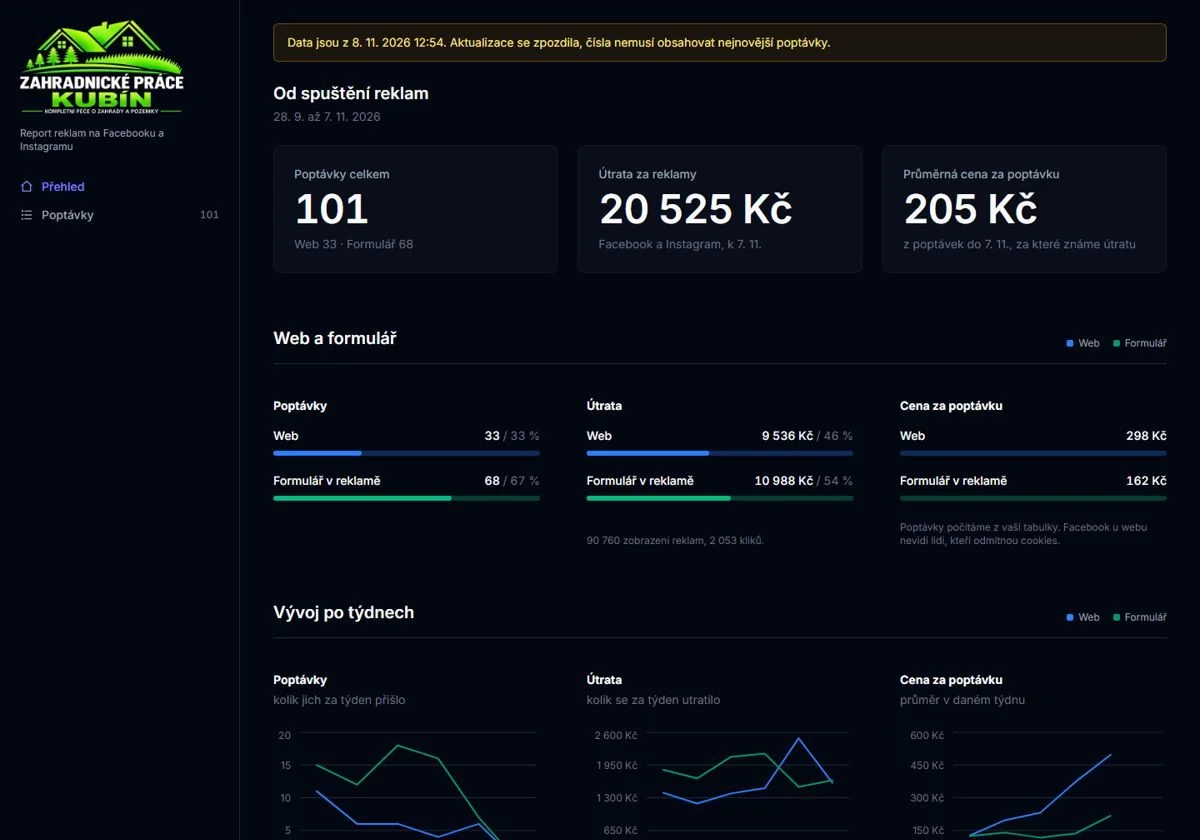 ZAHRADNICKÉ PRÁCE
KUBÍN
KOMPLETNÍ PÉČE O ZAHRADY A POZEMKY
Report reklam na Facebooku a
Instagramu
Přehled
Poptávky 101
Data jsou z 8. 11. 2026 12:54. Aktualizace se zpozdila, čísla nemusí obsahovat nejnovější poptávky.
Od spuštění reklam
28. 9. až 7. 11. 2026
Poptávky celkem
101
Web 33 · Formulář 68
Útrata za reklamy
20 525 Kč
Facebook a Instagram, k 7. 11.
Průměrná cena za poptávku
205 Kč
z poptávek do 7. 11., za které známe útratu
Web a formulář
Web Formulář
Poptávky
Web 33 / 33 %
Formulář v reklamě 68 / 67 %
Útrata
Web 9 536 Kč / 46 %
Formulář v reklamě 10 988 Kč / 54 %
90 760 zobrazení reklam, 2 053 kliků.
Cena za poptávku
Web 298 Kč
Formulář v reklamě 162 Kč
Poptávky počítáme z vaší tabulky. Facebook u webu
nevidí lidi, kteří odmítnou cookies.
Vývoj po týdnech
Web Formulář
Poptávky
kolik jich za týden přišlo
20
15
10
5
Útrata
kolik se za týden utratilo
2 600 Kč
1 950 Kč
1 300 Kč
650 Kč
Cena za poptávku
průměr v daném týdnu
600 Kč
450 Kč
300 Kč
150 Kč